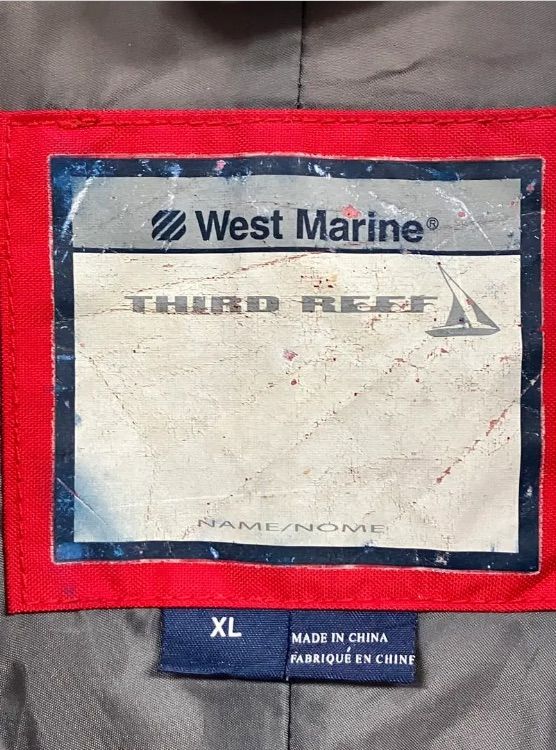 West Marine®
THIRD REEF
NAME/NOME
XL
MADE IN CHINA
FABRIQUÉ EN CHINE